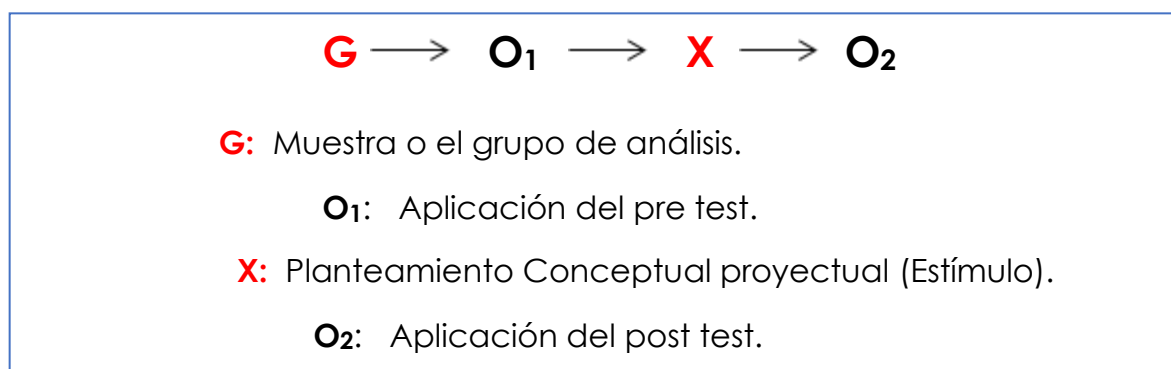 G → O₁ → X → O₂
G: Muestra o el grupo de análisis.
O₁: Aplicación del pre test.
X: Planteamiento Conceptual proyectual (Estímulo).
O₂: Aplicación del post test.